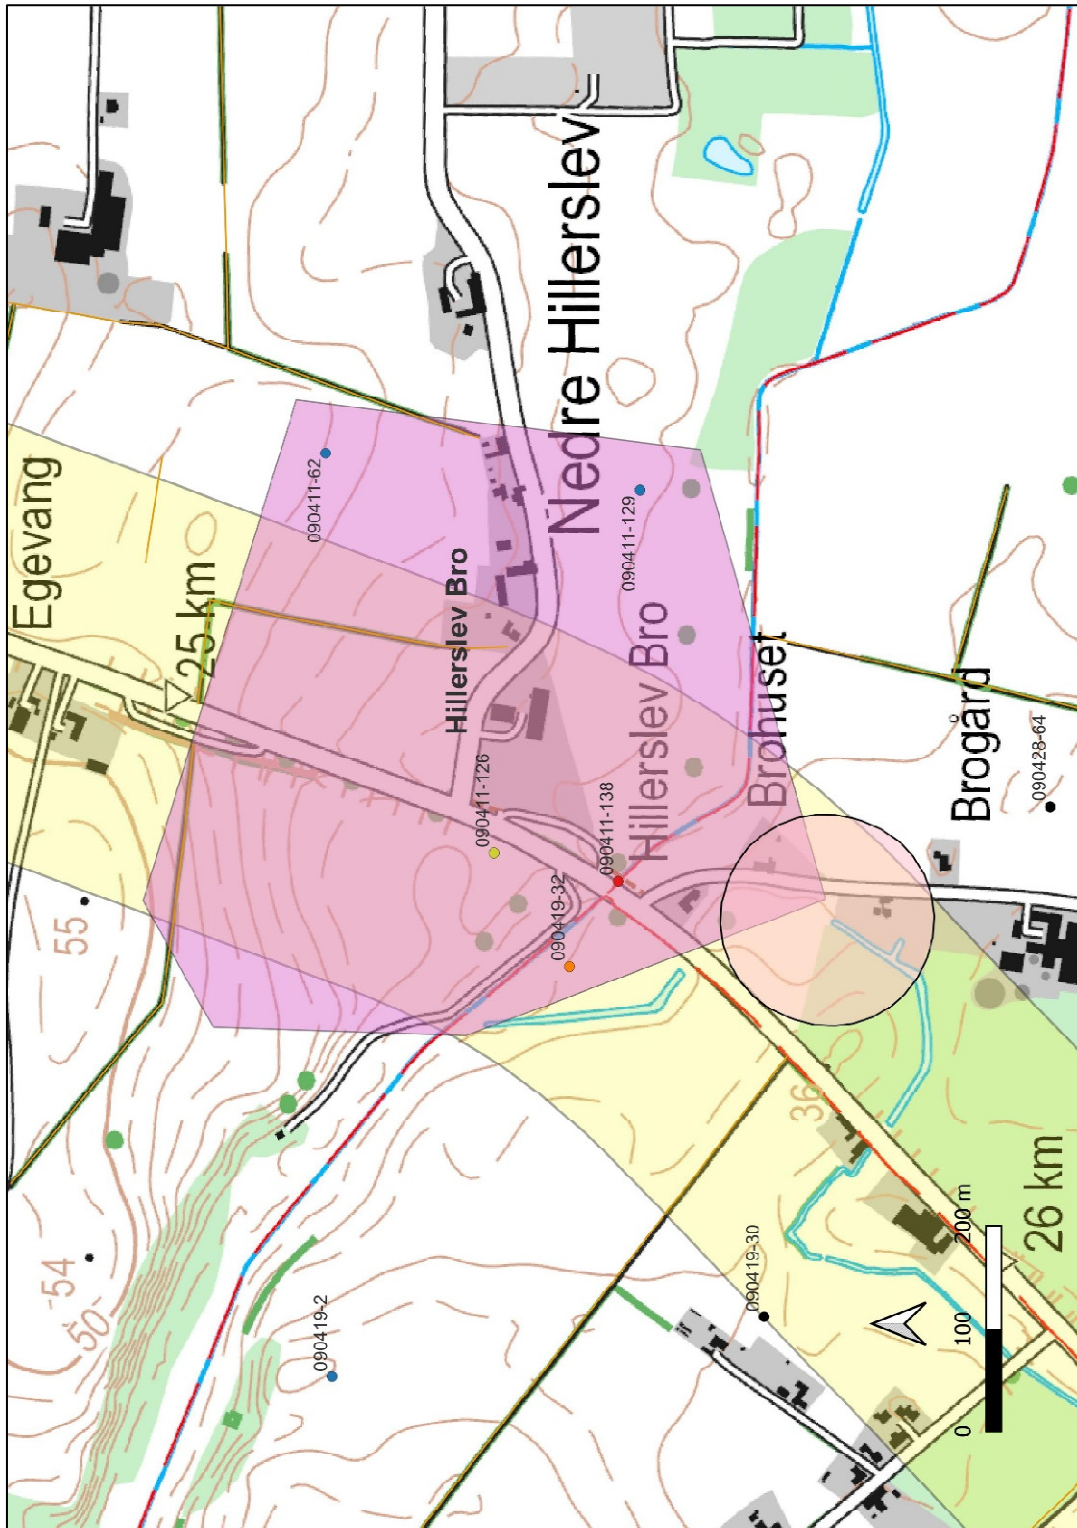 Egevang
25 km
55
54
50
090411-62
Hillerslev Bro
Nedre Hillerslev
090411-126
090411-129
090411-138
Hillerslev Bro
090419-32
Brohuset
Brogård
090428-64
090419-2
090419-30
36
26 km
0
100
200 m